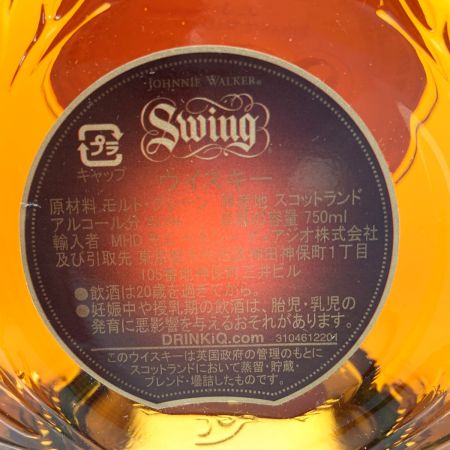 JOHNNIE WALKER®
Swing
プラ
キャップ
ウイスキー
原材料 モルト・グレーン 原産地 スコットランド
アルコール分 容量 750ml
輸入者 MHD ディアジオ株式会社
及び引取先 東京都千代田区神田神保町1丁目
105番地神保町三井ビル
●飲酒は20歳を過ぎてから。
●妊娠中や授乳期の飲酒は、胎児・乳児の
発育に悪影響を与えるおそれがあります。
DRINKiQ.com 3104612204
このウイスキーは英国政府の管理のもとに
スコットランドにおいて蒸留・貯蔵・
ブレンド・爆詰したものです。